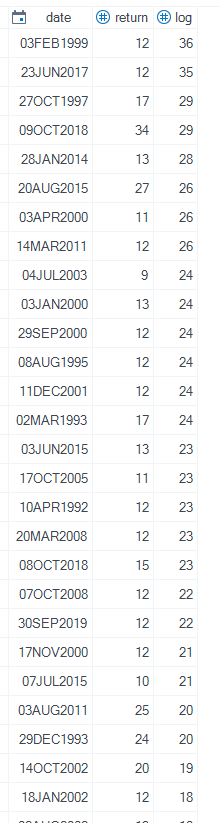 date return log
03FEB1999 12 36
23JUN2017 12 35
27OCT1997 17 29
09OCT2018 34 29
28JAN2014 13 28
20AUG2015 27 26
03APR2000 11 26
14MAR2011 12 26
04JUL2003 9 24
03JAN2000 13 24
29SEP2000 12 24
08AUG1995 12 24
11DEC2001 12 24
02MAR1993 17 24
03JUN2015 13 23
17OCT2005 11 23
10APR1992 12 23
20MAR2008 12 23
08OCT2018 15 23
07OCT2008 12 22
30SEP2019 12 22
17NOV2000 12 21
07JUL2015 10 21
03AUG2011 25 20
29DEC1993 24 20
14OCT2002 20 19
18JAN2002 12 18